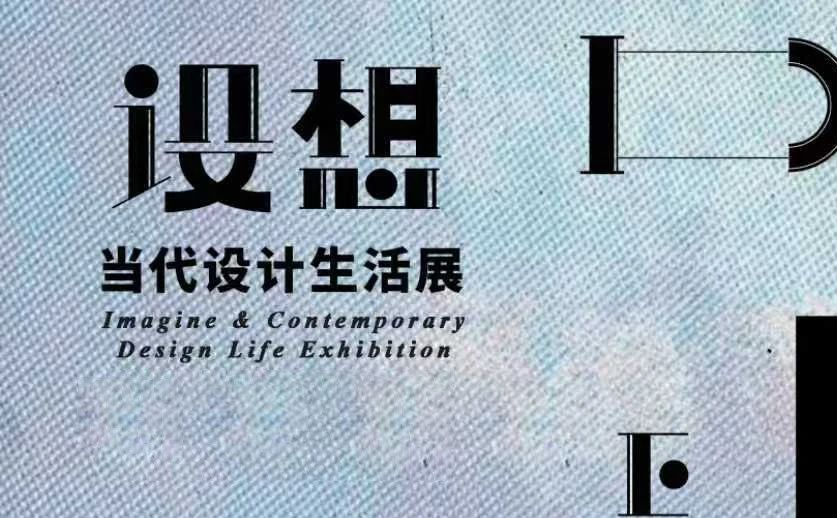 设想
当代设计生活展
Imagine & Contemporary
Design Life Exhibition